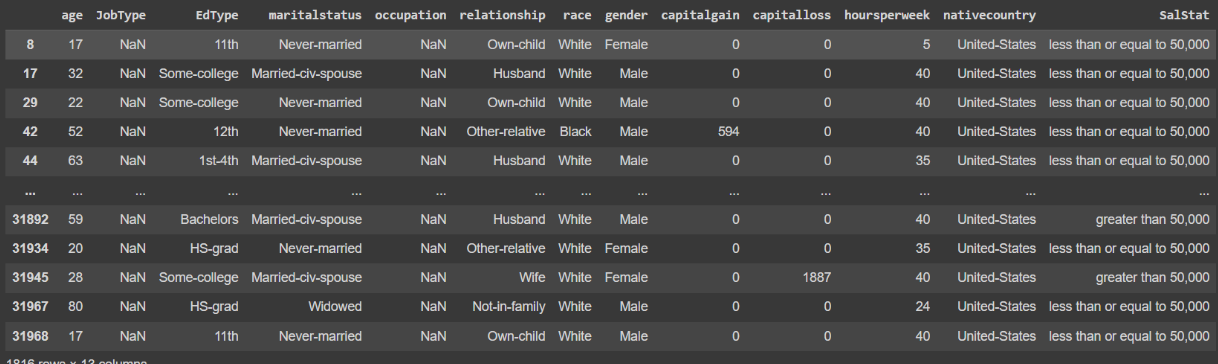 age JobType EdType maritalstatus occupation relationship race gender capitalgain capitalloss hoursperweek nativecountry SalStat
8 17 NaN 11th Never-married NaN Own-child White Female 0 0 5 United-States less than or equal to 50,000
17 32 NaN Some-college Married-civ-spouse NaN Husband White Male 0 0 40 United-States less than or equal to 50,000
29 22 NaN Some-college Never-married NaN Own-child White Male 0 0 40 United-States less than or equal to 50,000
42 52 NaN 12th Never-married NaN Other-relative Black Male 594 0 40 United-States less than or equal to 50,000
44 63 NaN 1st-4th Married-civ-spouse NaN Husband White Male 0 0 35 United-States less than or equal to 50,000
... ... ... ... ... ... ... ... ... ... ... ... ... ...
31892 59 NaN Bachelors Married-civ-spouse NaN Husband White Male 0 0 40 United-States greater than 50,000
31934 20 NaN HS-grad Never-married NaN Other-relative White Female 0 0 35 United-States less than or equal to 50,000
31945 28 NaN Some-college Married-civ-spouse NaN Wife White Female 0 1887 40 United-States greater than 50,000
31967 80 NaN HS-grad Widowed NaN Not-in-family White Male 0 0 24 United-States less than or equal to 50,000
31968 17 NaN 11th Never-married NaN Own-child White Male 0 0 40 United-States less than or equal to 50,000
1816 rows × 13 columns